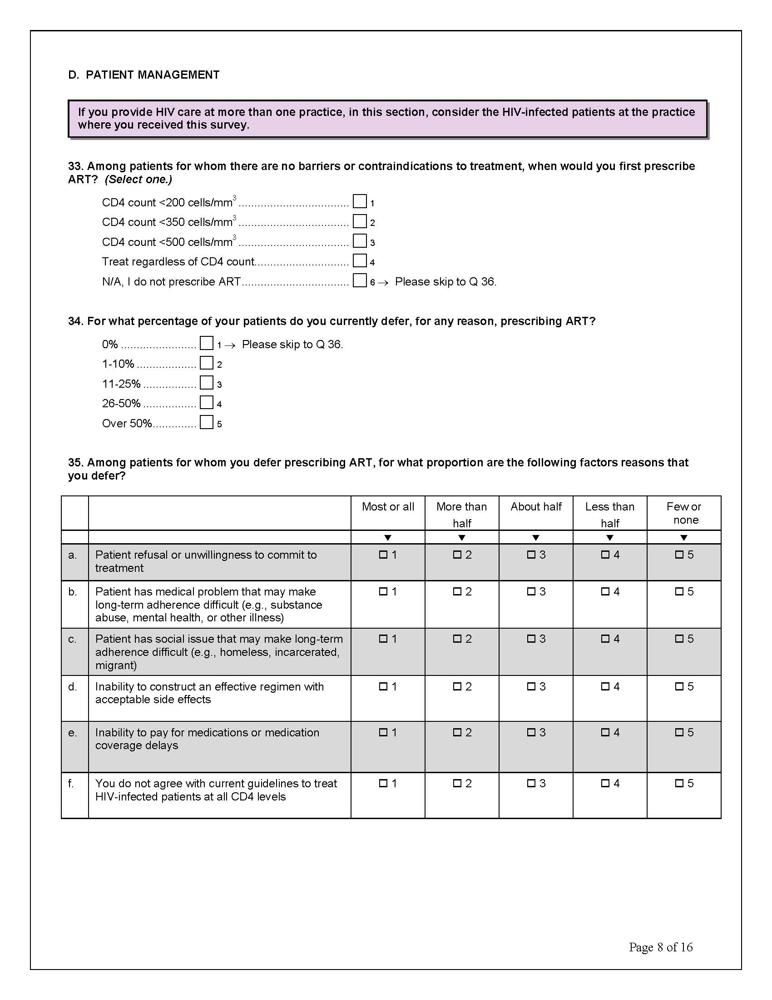 D.  PATIENT MANAGEMENT
If you provide HIV care at more than one practice, in this section, consider the HIV-infected patients at the practice
where you received this survey.
33. Among patients for whom there are no barriers or contraindications to treatment, when would you first prescribe
ART?  (Select one.)
CD4 count <200 cells/mm³ ................................... ☐ 1
CD4 count <350 cells/mm³ ................................... ☐ 2
CD4 count <500 cells/mm³ ................................... ☐ 3
Treat regardless of CD4 count.............................. ☐ 4
N/A, I do not prescribe ART.................................. ☐ 6 → Please skip to Q 36.
34. For what percentage of your patients do you currently defer, for any reason, prescribing ART?
0% ........................ ☐ 1 → Please skip to Q 36.
1-10% ................... ☐ 2
11-25% ................. ☐ 3
26-50% ................. ☐ 4
Over 50%.............. ☐ 5
35. Among patients for whom you defer prescribing ART, for what proportion are the following factors reasons that
you defer?
Most or all More than About half Less than Few or
half half none
▼ ▼ ▼ ▼ ▼
a. Patient refusal or unwillingness to commit to ☐ 1 ☐ 2 ☐ 3 ☐ 4 ☐ 5
treatment
b. Patient has medical problem that may make ☐ 1 ☐ 2 ☐ 3 ☐ 4 ☐ 5
long-term adherence difficult (e.g., substance
abuse, mental health, or other illness)
c. Patient has social issue that may make long-term ☐ 1 ☐ 2 ☐ 3 ☐ 4 ☐ 5
adherence difficult (e.g., homeless, incarcerated,
migrant)
d. Inability to construct an effective regimen with ☐ 1 ☐ 2 ☐ 3 ☐ 4 ☐ 5
acceptable side effects
e. Inability to pay for medications or medication ☐ 1 ☐ 2 ☐ 3 ☐ 4 ☐ 5
coverage delays
f. You do not agree with current guidelines to treat ☐ 1 ☐ 2 ☐ 3 ☐ 4 ☐ 5
HIV-infected patients at all CD4 levels
Page 8 of 16